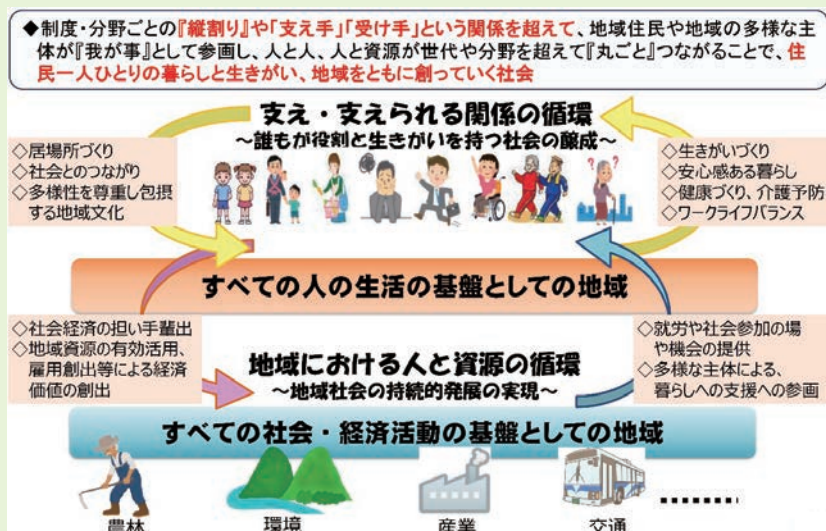 ◆制度・分野ごとの『縦割り』や「支え手」「受け手」という関係を超えて、地域住民や地域の多様な主
体が『我が事』として参画し、人と人、人と資源が世代や分野を超えて『丸ごと』つながることで、住
民一人ひとりの暮らしと生きがい、地域をともに創っていく社会
支え・支えられる関係の循環
～誰もが役割と生きがいを持つ社会の醸成～
◇居場所づくり
◇社会とのつながり
◇多様性を尊重し包摂
する地域文化
◇生きがいづくり
◇安心感ある暮らし
◇健康づくり、介護予防
◇ワークライフバランス
すべての人の生活の基盤としての地域
◇社会経済の担い手輩出
◇地域資源の有効活用、
雇用創出等による経済
価値の創出
地域における人と資源の循環
～地域社会の持続的発展の実現～
◇就労や社会参加の場
や機会の提供
◇多様な主体による、
暮らしへの支援への参画
すべての社会・経済活動の基盤としての地域
農林
環境
産業
交通